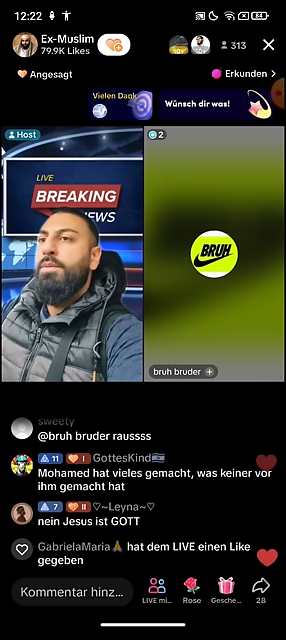 12:22
84
Ex-Muslim
79.9K Likes
313
Angesagt
Erkunden >
Vielen Dank
Wünsch dir was!
Host
2
LIVE
BREAKING
NEWS
BRUH
bruh bruder +
sweety
@bruh bruder raussss
11 I GottesKind🇮🇱
Mohamed hat vieles gemacht, was keiner vor
ihm gemacht hat
7 II ♡~Leyna~♡
nein Jesus ist GOTT
GabrielaMaria🙏 hat dem LIVE einen Like
gegeben
Kommentar hinz...
LIVE mi...
Rose
Gesche...
28